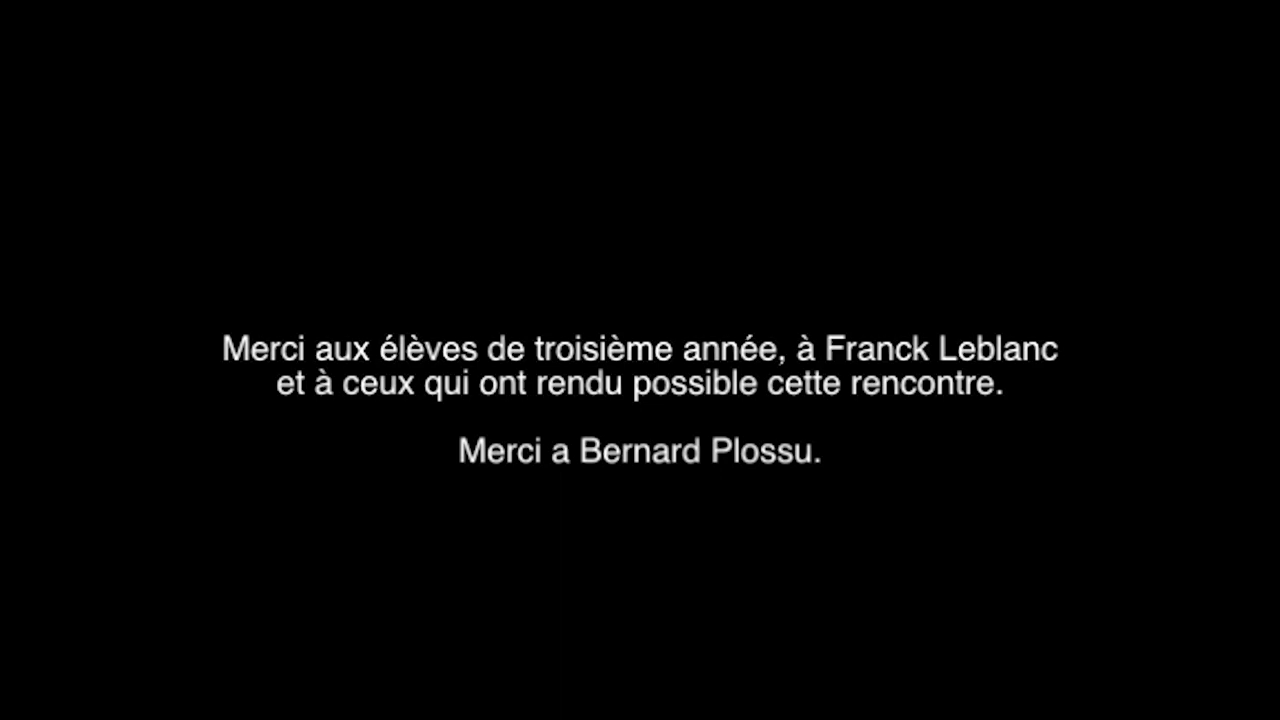 Merci aux élèves de troisième année, à Franck Leblanc
et à ceux qui ont rendu possible cette rencontre.
Merci a Bernard Plossu.